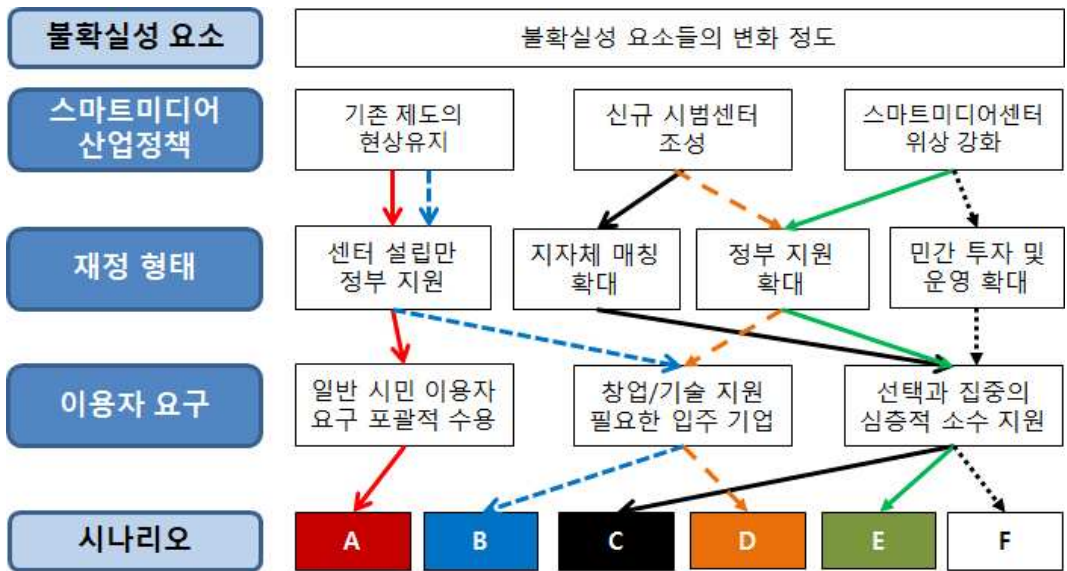 불확실성 요소
불확실성 요소들의 변화 정도
스마트미디어
산업정책
기존 제도의
현상유지
신규 시범센터
조성
스마트미디어센터
위상 강화
재정 형태
센터 설립만
정부 지원
지자체 매칭
확대
정부 지원
확대
민간 투자 및
운영 확대
이용자 요구
일반 시민 이용자
요구 포괄적 수용
창업/기술 지원
필요한 입주 기업
선택과 집중의
심층적 소수 지원
시나리오
A
B
C
D
E
F